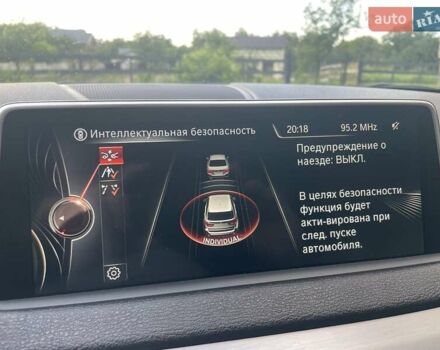 auto RIA
Интеллектуальная безопасность
20:18 95.2 MHz
Предупреждение о
наезде: ВЫКЛ.
В целях безопасности
функция будет
акти-вирована при
след. пуске
автомобиля.
INDIVIDUAL